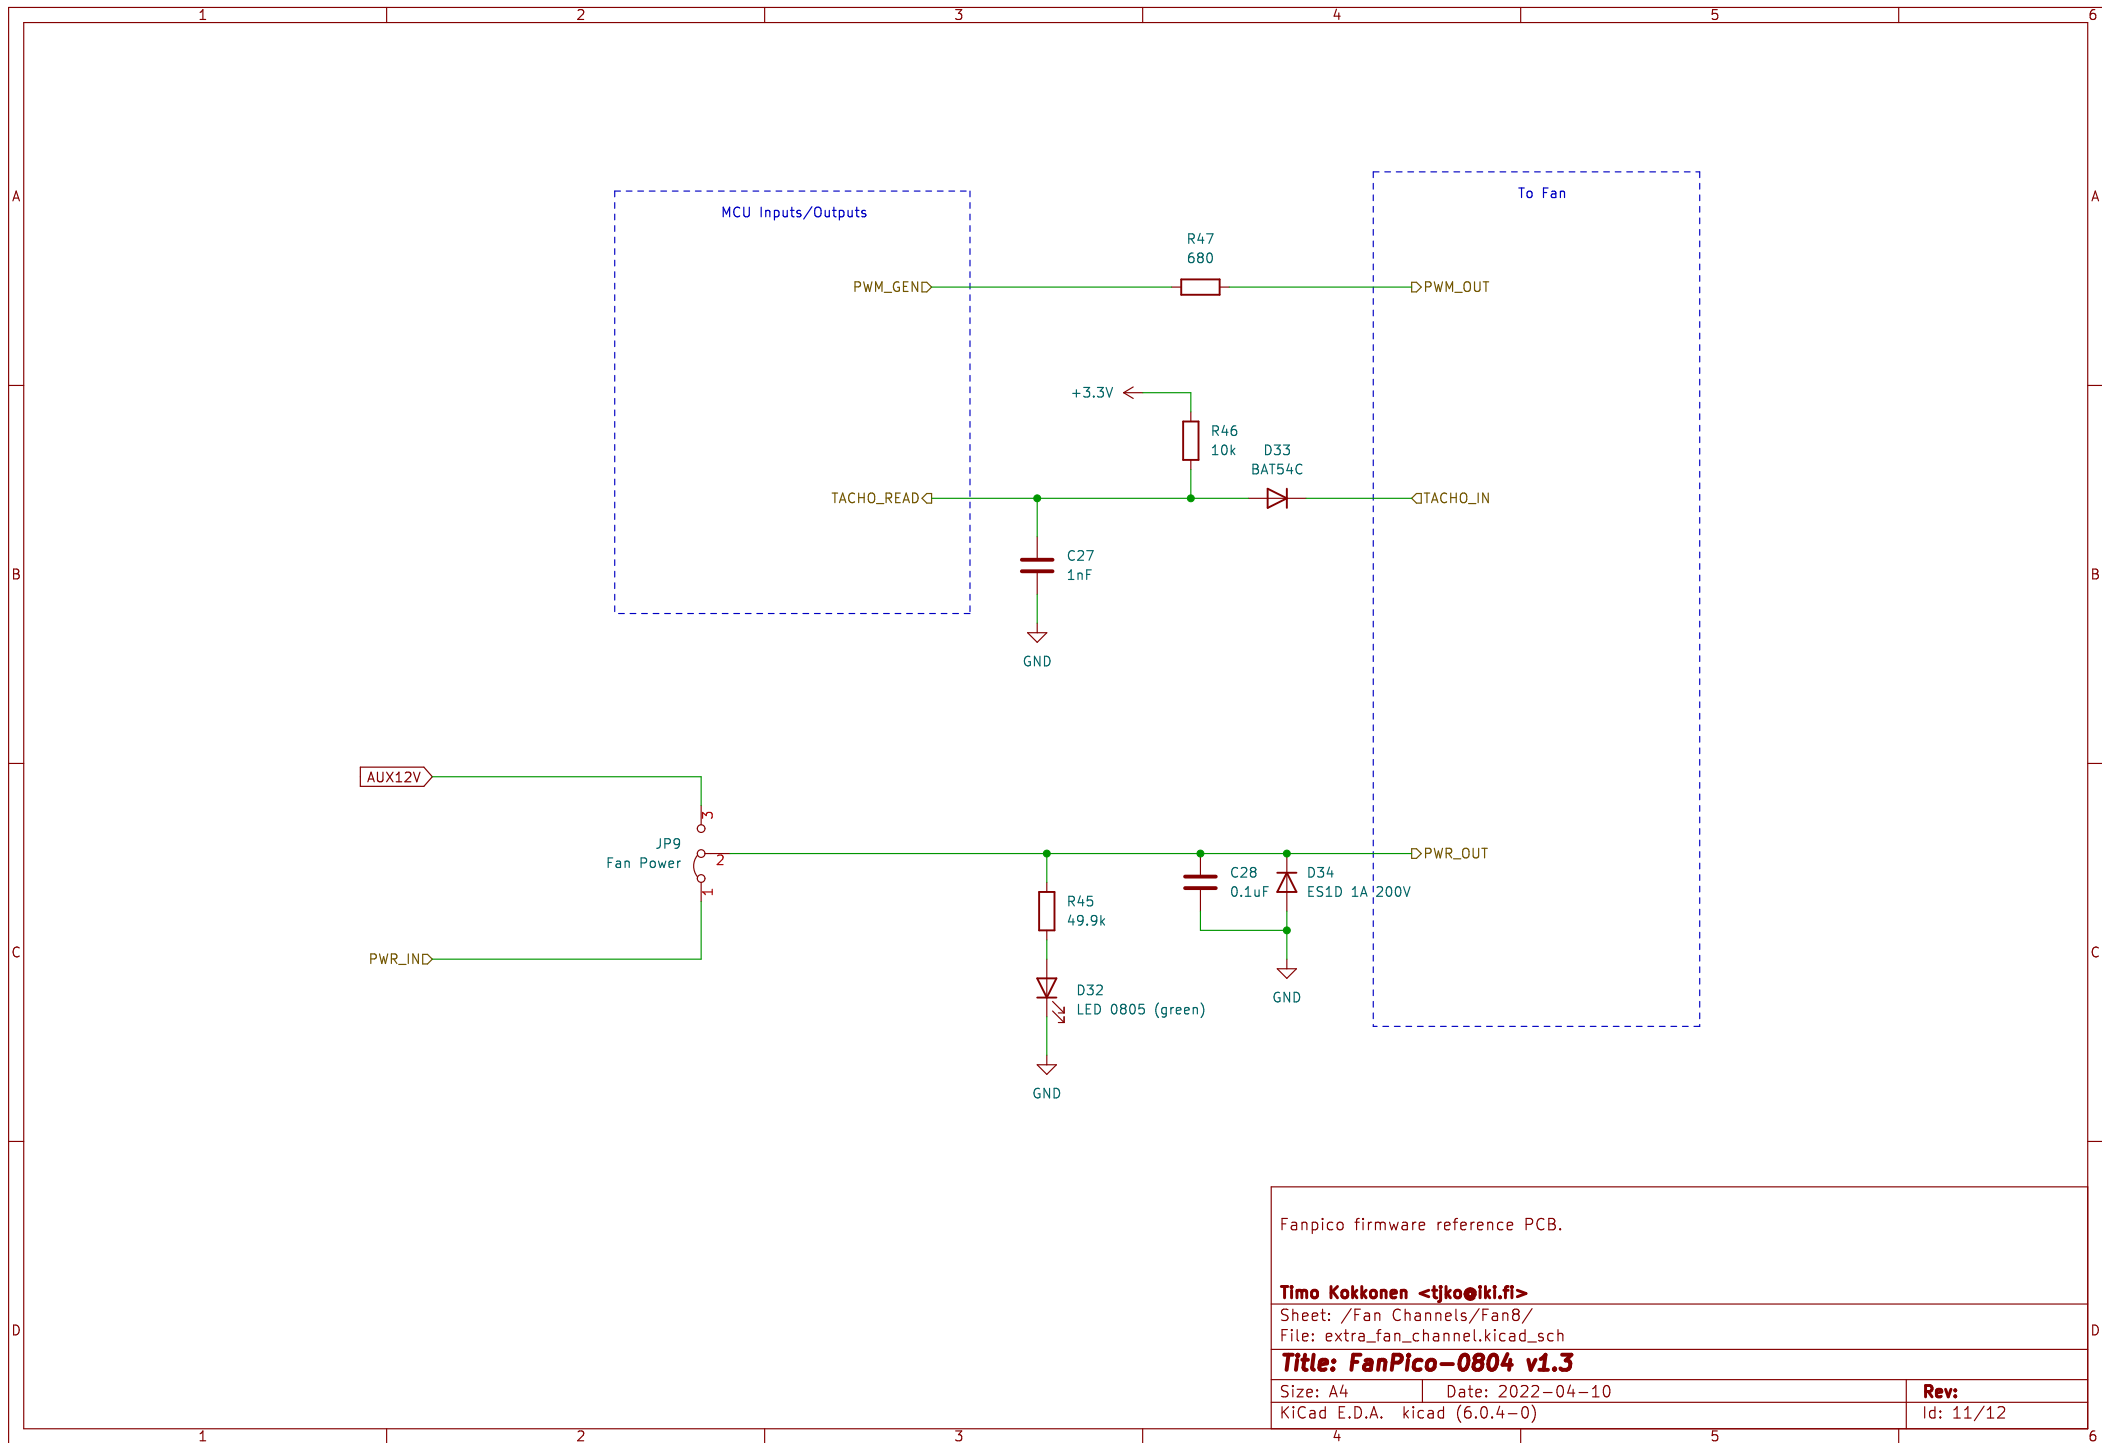 1 2 3 4 5 6
A
A
To Fan
MCU Inputs/Outputs
R47
680
PWM_GEN
PWM_OUT
+3.3V
R46
10k
D33
BAT54C
TACHO_READ
TACHO_IN
C27
1nF
B
B
GND
AUX12V
3
JP9
Fan Power
2
1
PWR_OUT
C28
0.1uF
D34
ES1D 1A 200V
R45
49.9k
PWR_IN
C
C
D32
LED 0805 (green)
GND
GND
Fanpico firmware reference PCB.
Timo Kokkonen <tjko@iki.fi>
Sheet: /Fan Channels/Fan8/
File: extra_fan_channel.kicad_sch
D
D
Title: FanPico-0804 v1.3
Size: A4
Date: 2022-04-10
Rev:
KiCad E.D.A. kicad (6.0.4-0)
Id: 11/12
1 2 3 4 5 6